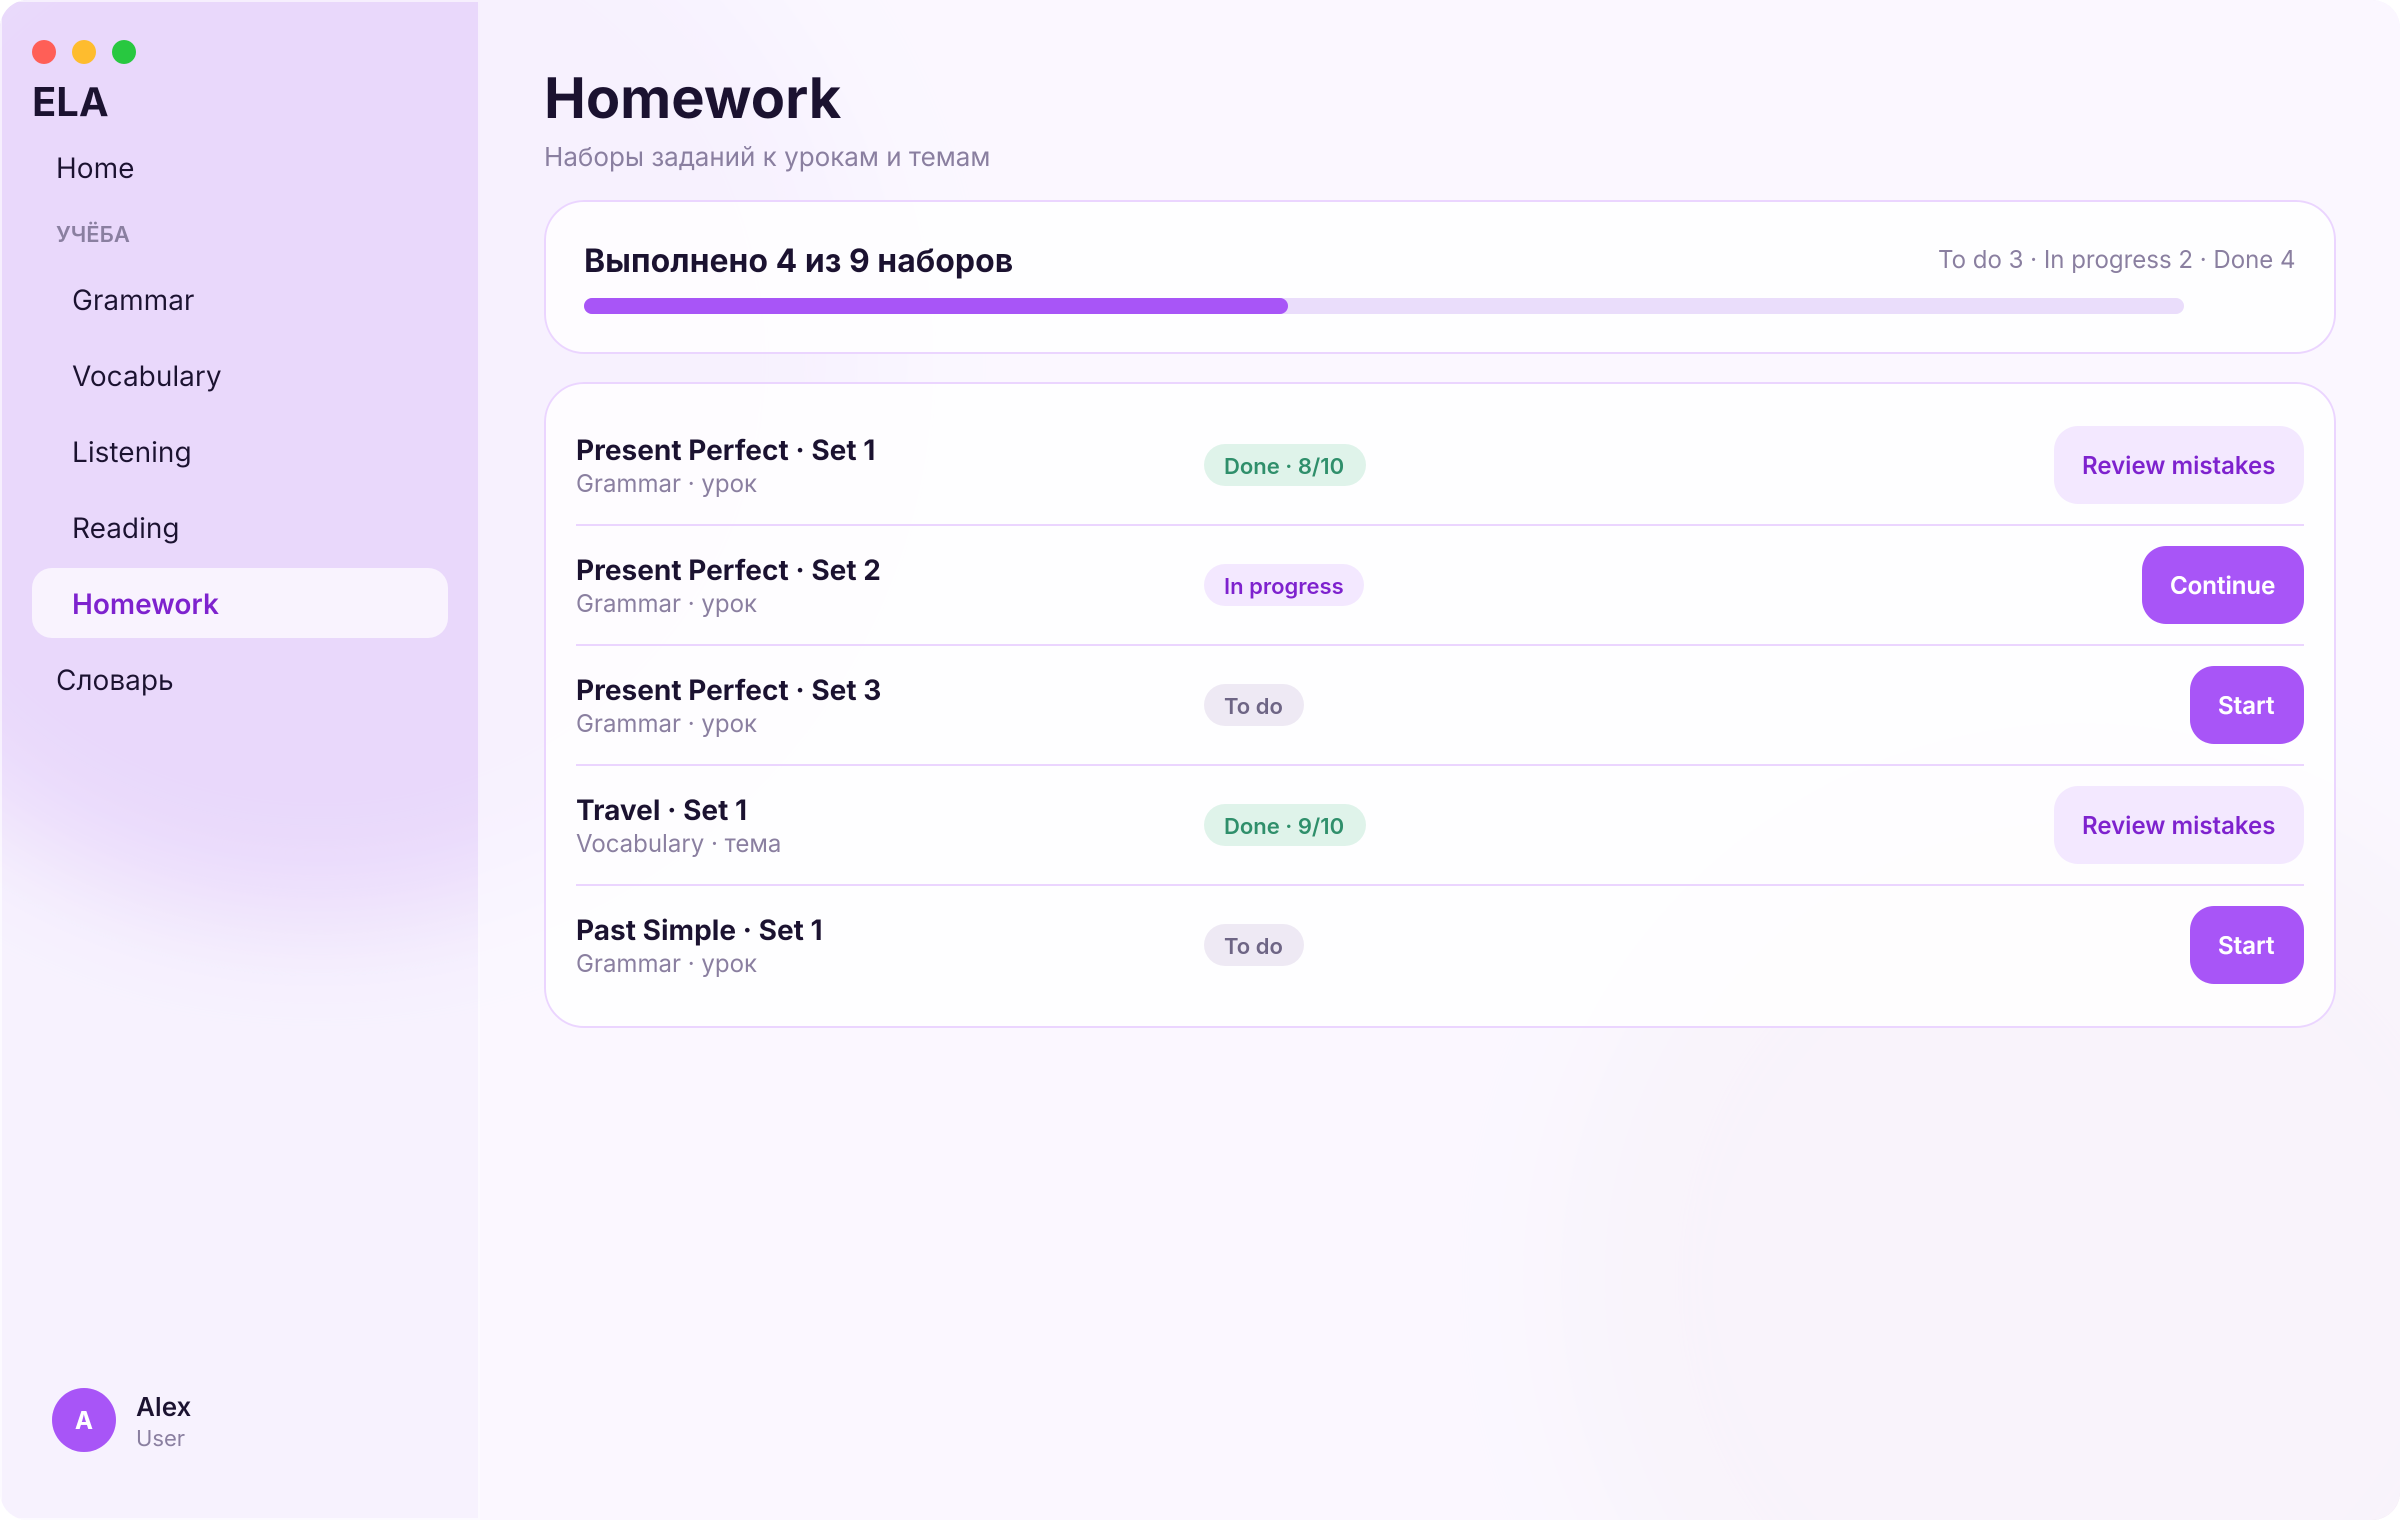 ELA
Home
УЧЁБА
Grammar
Vocabulary
Listening
Reading
Homework
Словарь
A
Alex
User
Homework
Наборы заданий к урокам и темам
Выполнено 4 из 9 наборов
To do 3 · In progress 2 · Done 4
Present Perfect · Set 1
Grammar · урок
Done · 8/10
Review mistakes
Present Perfect · Set 2
Grammar · урок
In progress
Continue
Present Perfect · Set 3
Grammar · урок
To do
Start
Travel · Set 1
Vocabulary · тема
Done · 9/10
Review mistakes
Past Simple · Set 1
Grammar · урок
To do
Start